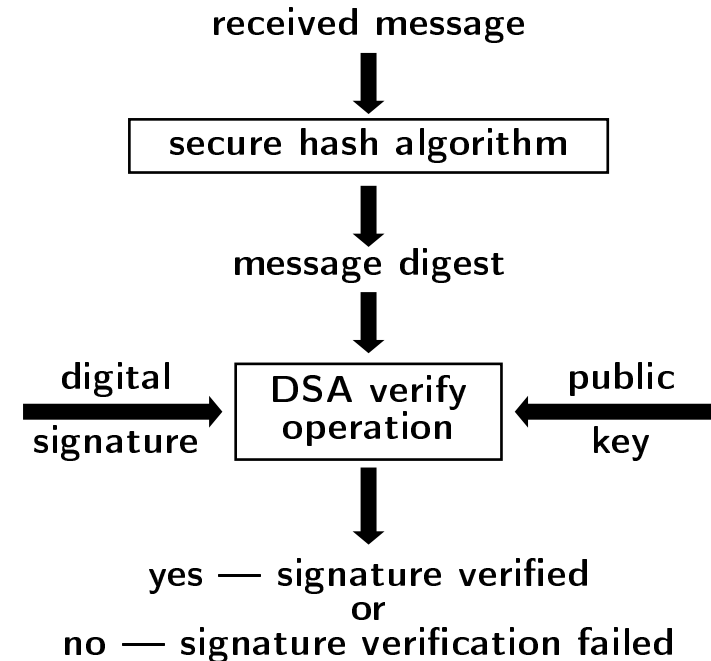 received message
secure hash algorithm
message digest
digital
signature
DSA verify
operation
public
key
yes — signature verified
or
no — signature verification failed